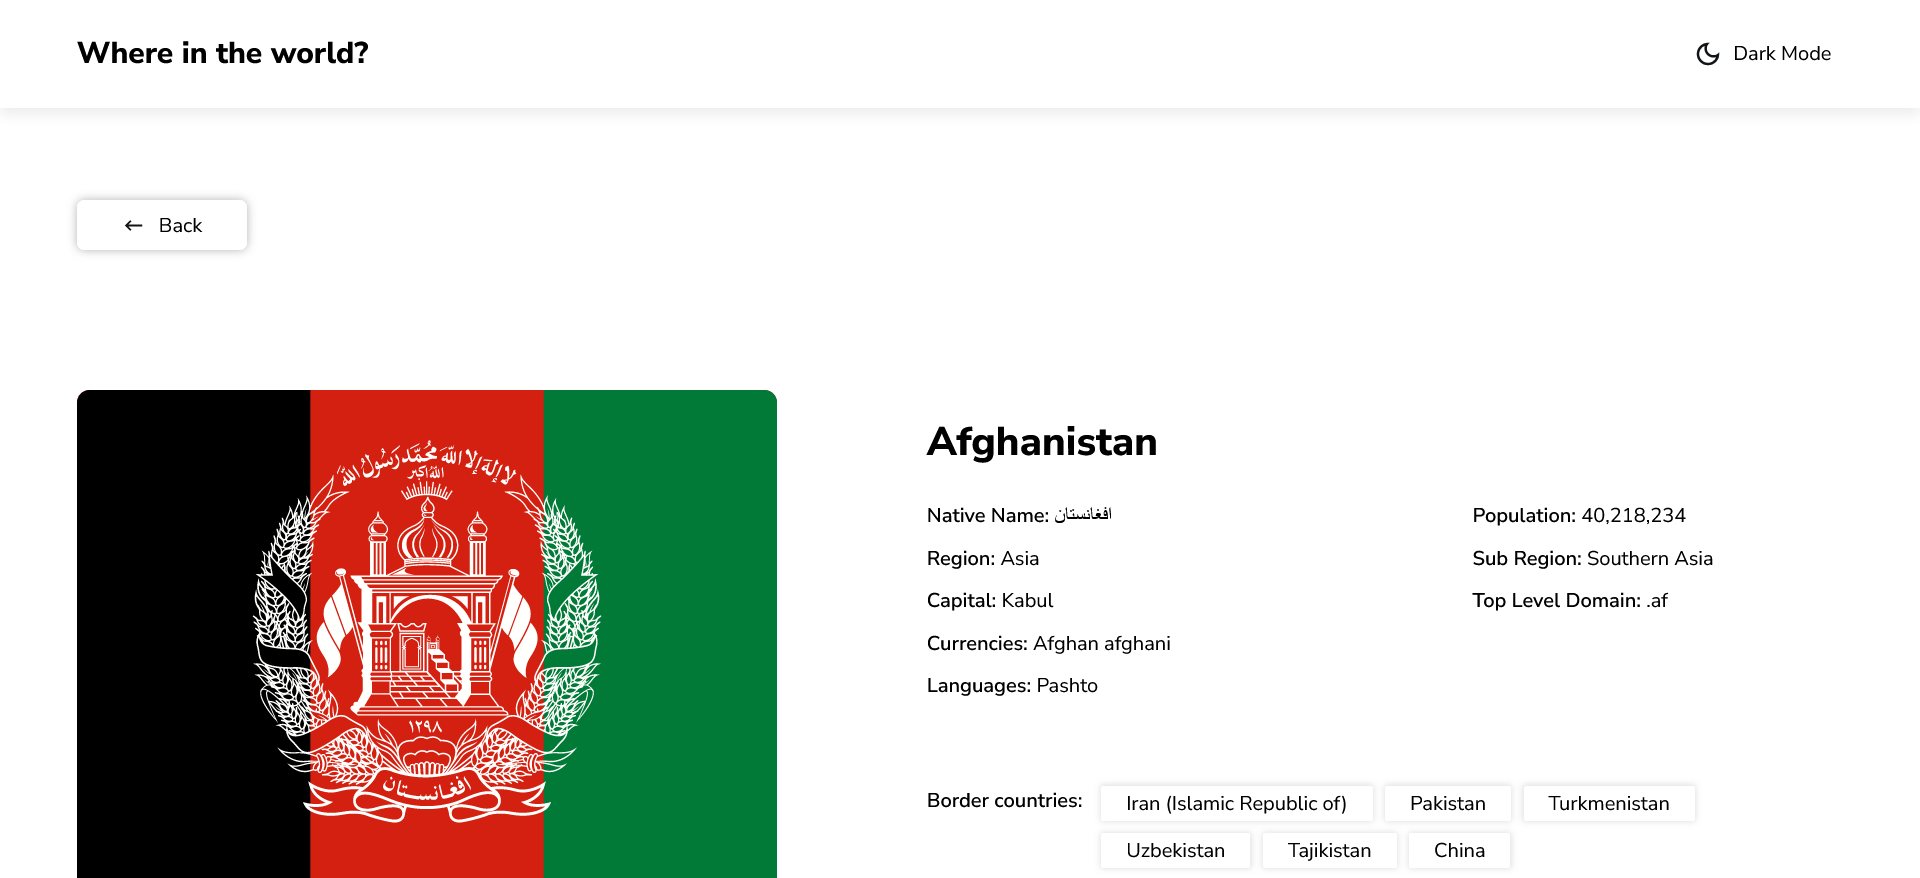 Where in the world?
Dark Mode
Back
لا إله إلا الله محمد رسول الله
الله أكبر
١٢٩٨
افغانستان
Afghanistan
Native Name: افغانستان
Region: Asia
Capital: Kabul
Currencies: Afghan afghani
Languages: Pashto
Population: 40,218,234
Sub Region: Southern Asia
Top Level Domain: .af
Border countries:
Iran (Islamic Republic of)
Pakistan
Turkmenistan
Uzbekistan
Tajikistan
China